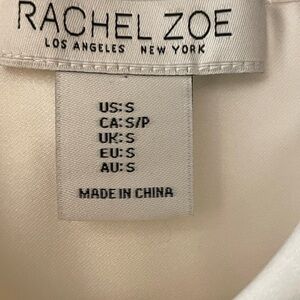 RACHEL ZOE
LOS ANGELES NEW YORK
US: S
CA: S/P
UK: S
EU: S
AU: S
MADE IN CHINA